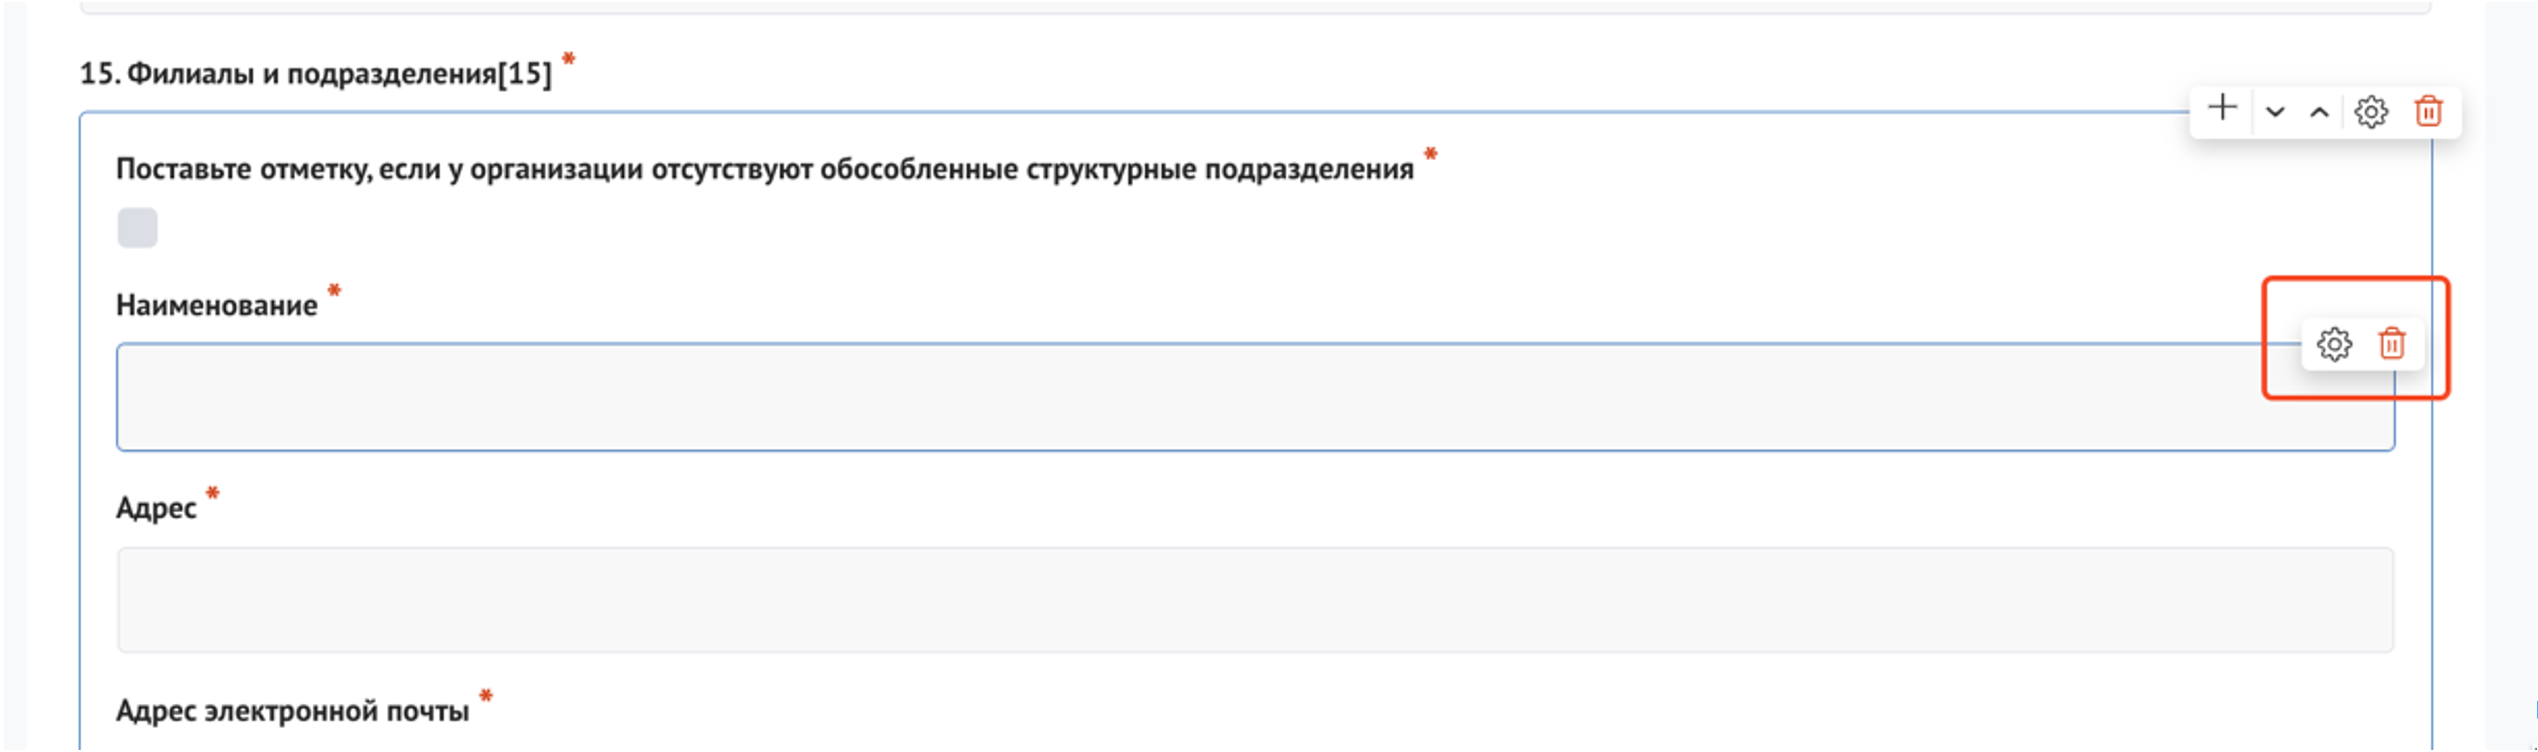 15. Филиалы и подразделения[15] *
Поставьте отметку, если у организации отсутствуют обособленные структурные подразделения *
Наименование *
Адрес *
Адрес электронной почты *